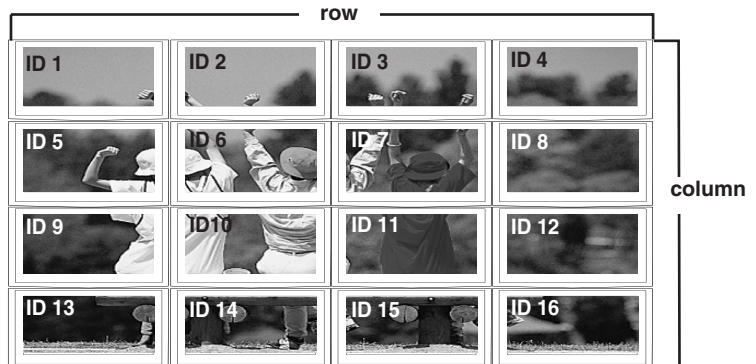 row
ID 1 ID 2 ID 3 ID 4
ID 5 ID 6 ID 7 ID 8
column
ID 9 ID10 ID 11 ID 12
ID 13 ID 14 ID 15 ID 16